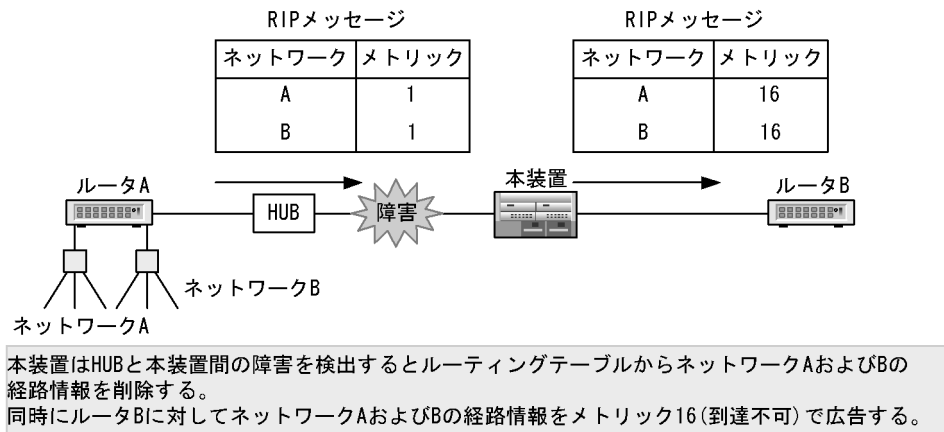 RIPメッセージ
ネットワーク メトリック
A 1
B 1
RIPメッセージ
ネットワーク メトリック
A 16
B 16
ルータA
HUB
障害
本装置
ルータB
ネットワークB
ネットワークA
本装置はHUBと本装置間の障害を検出するとルーティングテーブルからネットワークAおよびBの
経路情報を削除する。
同時にルータBに対してネットワークAおよびBの経路情報をメトリック16(到達不可)で広告する。